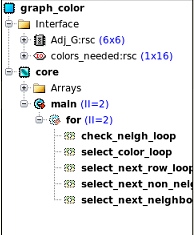 graph_color
Interface
Adj_G:rsc (6x6)
colors_needed:rsc (1x16)
core
Arrays
main (II=2)
for (II=2)
check_neigh_loop
select_color_loop
select_next_row_loop
select_next_non_neig
select_next_neighbo